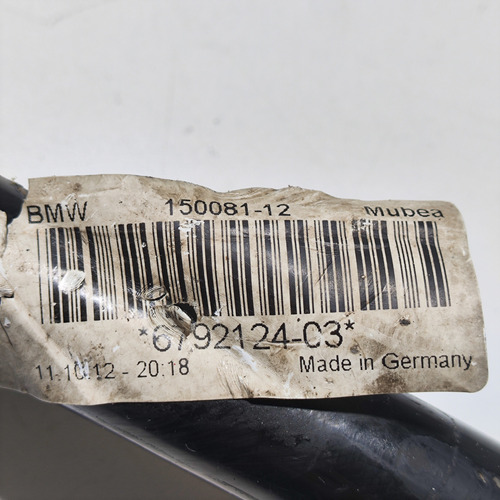 BMW 150081-12 Mubea
*6792124-03*
11.10.12 - 20:18 Made in Germany